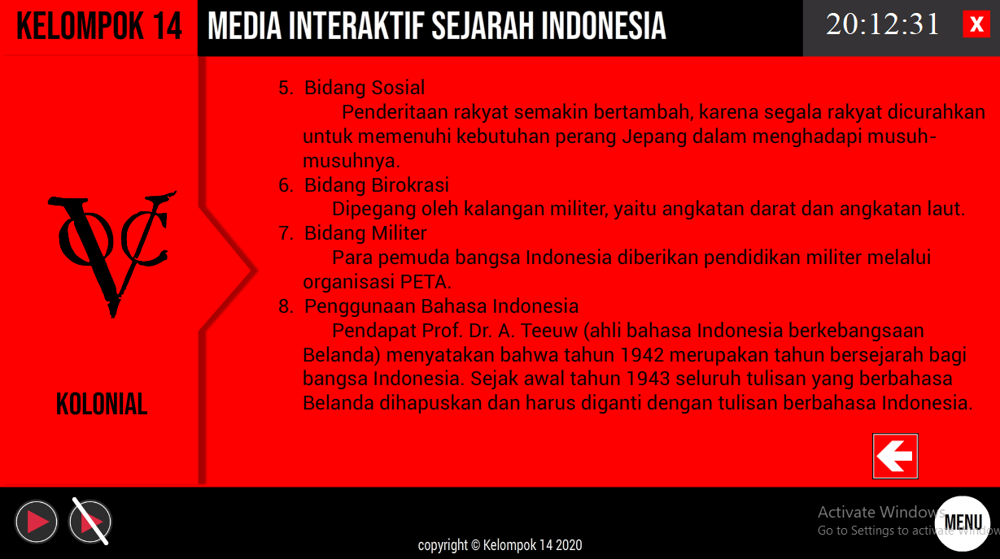 KELOMPOK 14
MEDIA INTERAKTIF SEJARAH INDONESIA
20:12:31
X
5. Bidang Sosial
Penderitaan rakyat semakin bertambah, karena segala rakyat dicurahkan
untuk memenuhi kebutuhan perang Jepang dalam menghadapi musuh-
musuhnya.
6. Bidang Birokrasi
Dipegang oleh kalangan militer, yaitu angkatan darat dan angkatan laut.
7. Bidang Militer
Para pemuda bangsa Indonesia diberikan pendidikan militer melalui
organisasi PETA.
8. Penggunaan Bahasa Indonesia
Pendapat Prof. Dr. A. Teeuw (ahli bahasa Indonesia berkebangsaan
Belanda) menyatakan bahwa tahun 1942 merupakan tahun bersejarah bagi
bangsa Indonesia. Sejak awal tahun 1943 seluruh tulisan yang berbahasa
Belanda dihapuskan dan harus diganti dengan tulisan berbahasa Indonesia.
VOC
KOLONIAL
Activate Windows
Go to Settings to activate Window
MENU
copyright © Kelompok 14 2020